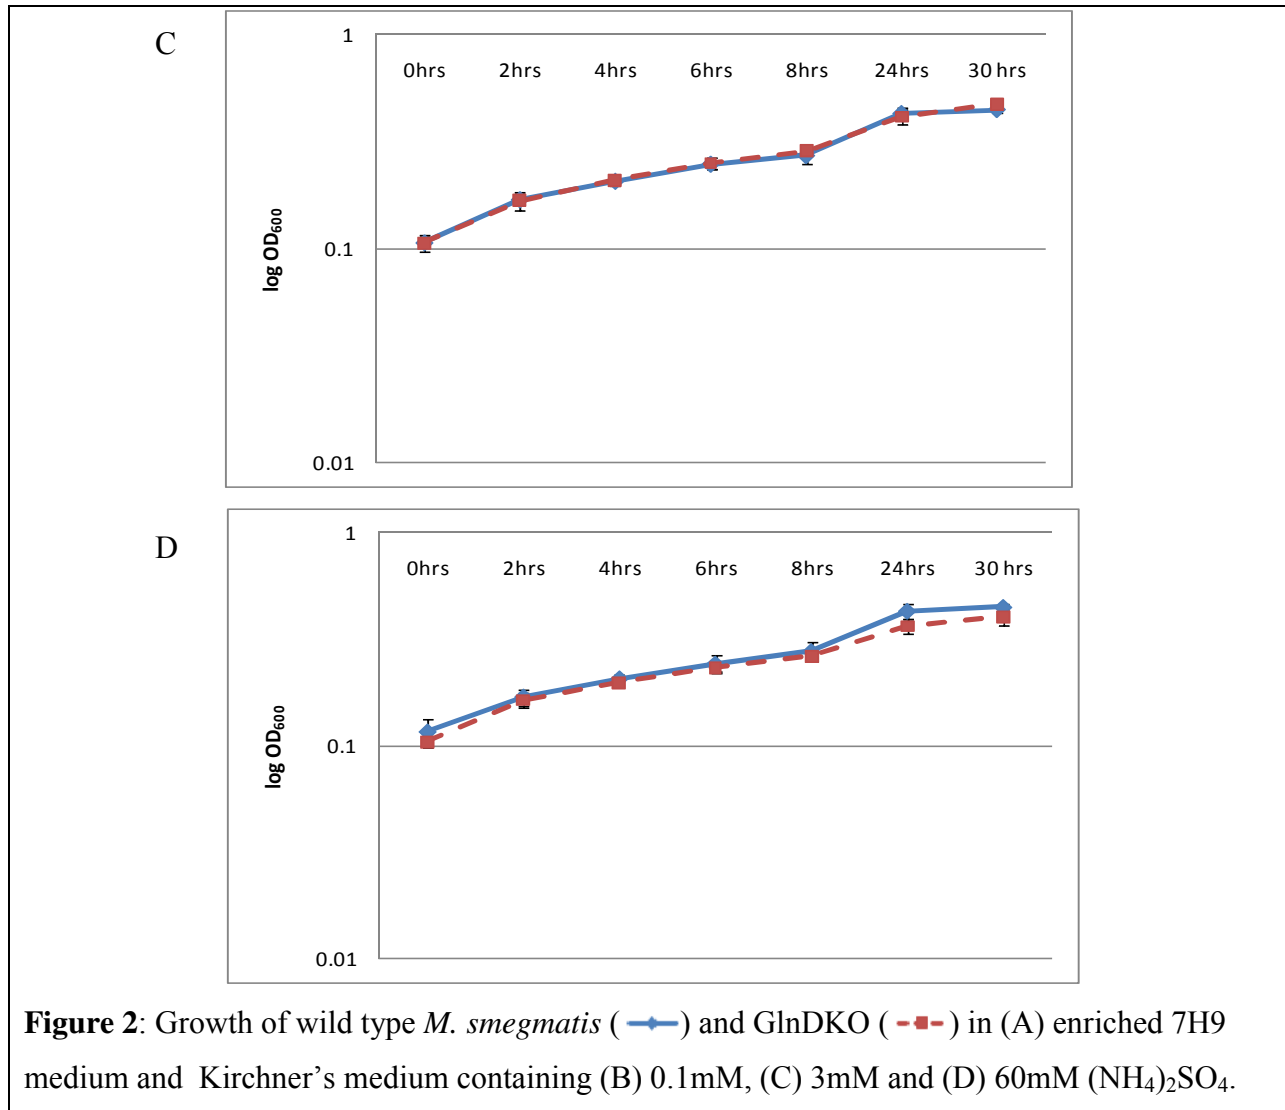 C
1
0hrs 2hrs 4hrs 6hrs 8hrs 24hrs 30 hrs
log OD₆₀₀
0.1
0.01
D
1
0hrs 2hrs 4hrs 6hrs 8hrs 24hrs 30 hrs
log OD₆₀₀
0.1
0.01
Figure 2: Growth of wild type M. smegmatis ( ) and GlnDKO ( ) in (A) enriched 7H9
medium and Kirchner’s medium containing (B) 0.1mM, (C) 3mM and (D) 60mM (NH₄)₂SO₄.